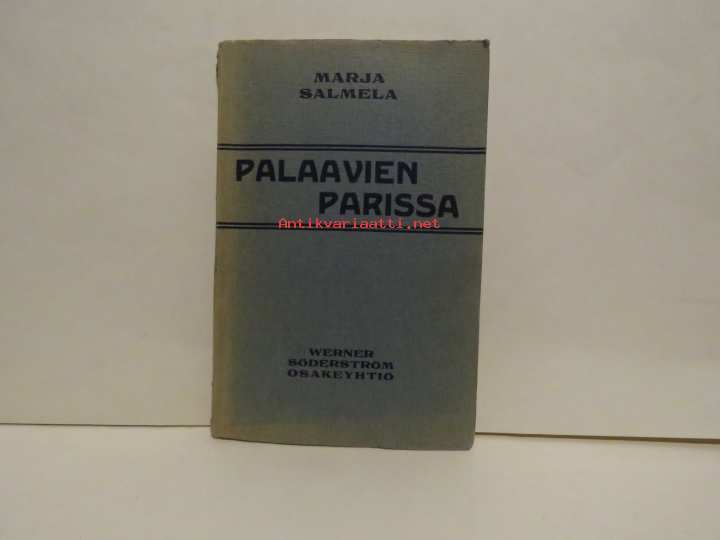 MARJA
SALMELA
PALAAVIEN
PARISSA
Antikvariaatti.net
WERNER
SÖDERSTRÖM
OSAKEYHTIÖ